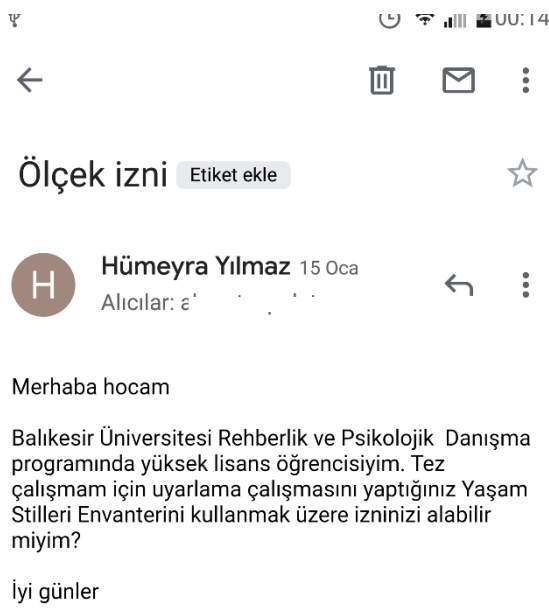 00:14
Ölçek izni Etiket ekle
H Hümeyra Yılmaz 15 Oca
Alıcılar:
Merhaba hocam
Balıkesir Üniversitesi Rehberlik ve Psikolojik Danışma
programında yüksek lisans öğrencisiyim. Tez
çalışmam için uyarlama çalışmasını yaptığınız Yaşam
Stilleri Envanterini kullanmak üzere izninizi alabilir
miyim?
İyi günler